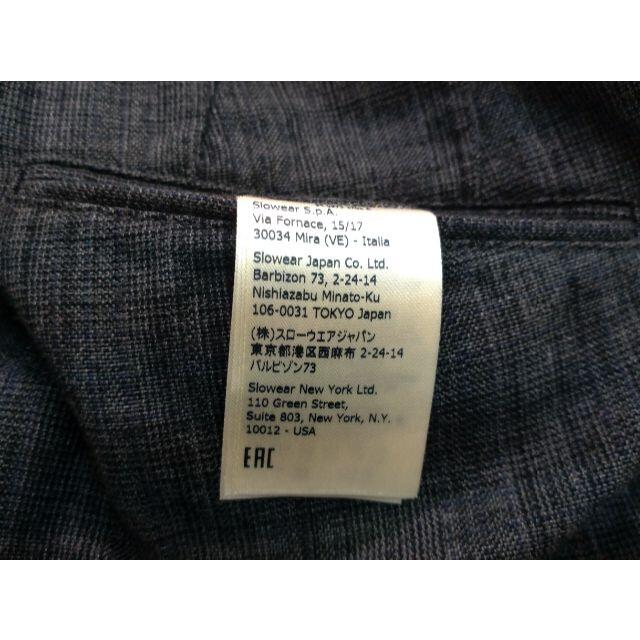 Slowear S.p.A.
Via Fornace, 15/17
30034 Mira (VE) - Italia
Slowear Japan Co. Ltd.
Barbizon 73, 2-24-14
Nishiazabu Minato-Ku
106-0031 TOKYO Japan
(株)スローウエアジャパン
東京都港区西麻布 2-24-14
バルビゾン73
Slowear New York Ltd.
110 Green Street,
Suite 803, New York, N.Y.
10012 - USA
EAC